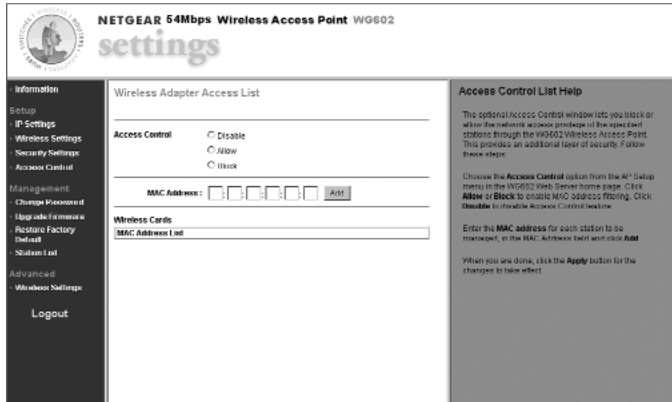 NETGEAR 54Mbps Wireless Access Point WG602
settings
SWITCHES WIRELESS ROUTERS HUBS
Information
Setup
IP Settings
Wireless Settings
Security Settings
Access Control
Management
Change Password
Upgrade Firmware
Restore Factory
Default
Station List
Advanced
Wireless Settings
Logout
Wireless Adapter Access List
Access Control
Disable
Allow
Block
MAC Address : : : : : : Add
Wireless Cards
MAC Address List
Access Control List Help
The optional Access Control window lets you block or
allow the network access privilege of the specified
stations through the WG602 Wireless Access Point.
This provides an additional layer of security. Follow
these steps:
Choose the Access Control option from the AP Setup
menu in the WG602 Web Server home page. Click
Allow or Block to enable MAC address filtering. Click
Disable to disable Access Control feature.
Enter the MAC address for each station to be
managed, in the MAC Address field and click Add.
When you are done, click the Apply button for the
changes to take effect.